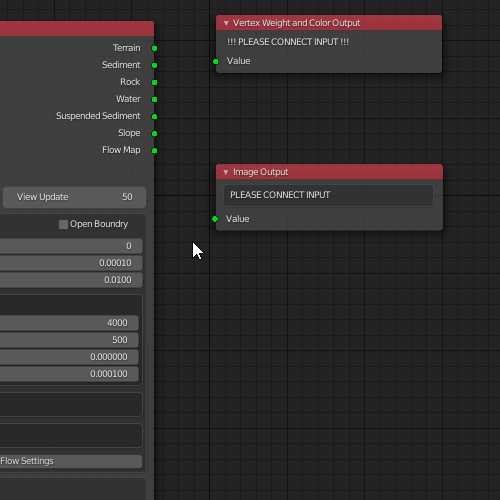 Terrain
Sediment
Rock
Water
Suspended Sediment
Slope
Flow Map
View Update 50
Open Boundry
0
0.00010
0.0100
4000
500
0.000000
0.000100
Flow Settings
Vertex Weight and Color Output
!!! PLEASE CONNECT INPUT !!!
Value
Image Output
PLEASE CONNECT INPUT
Value